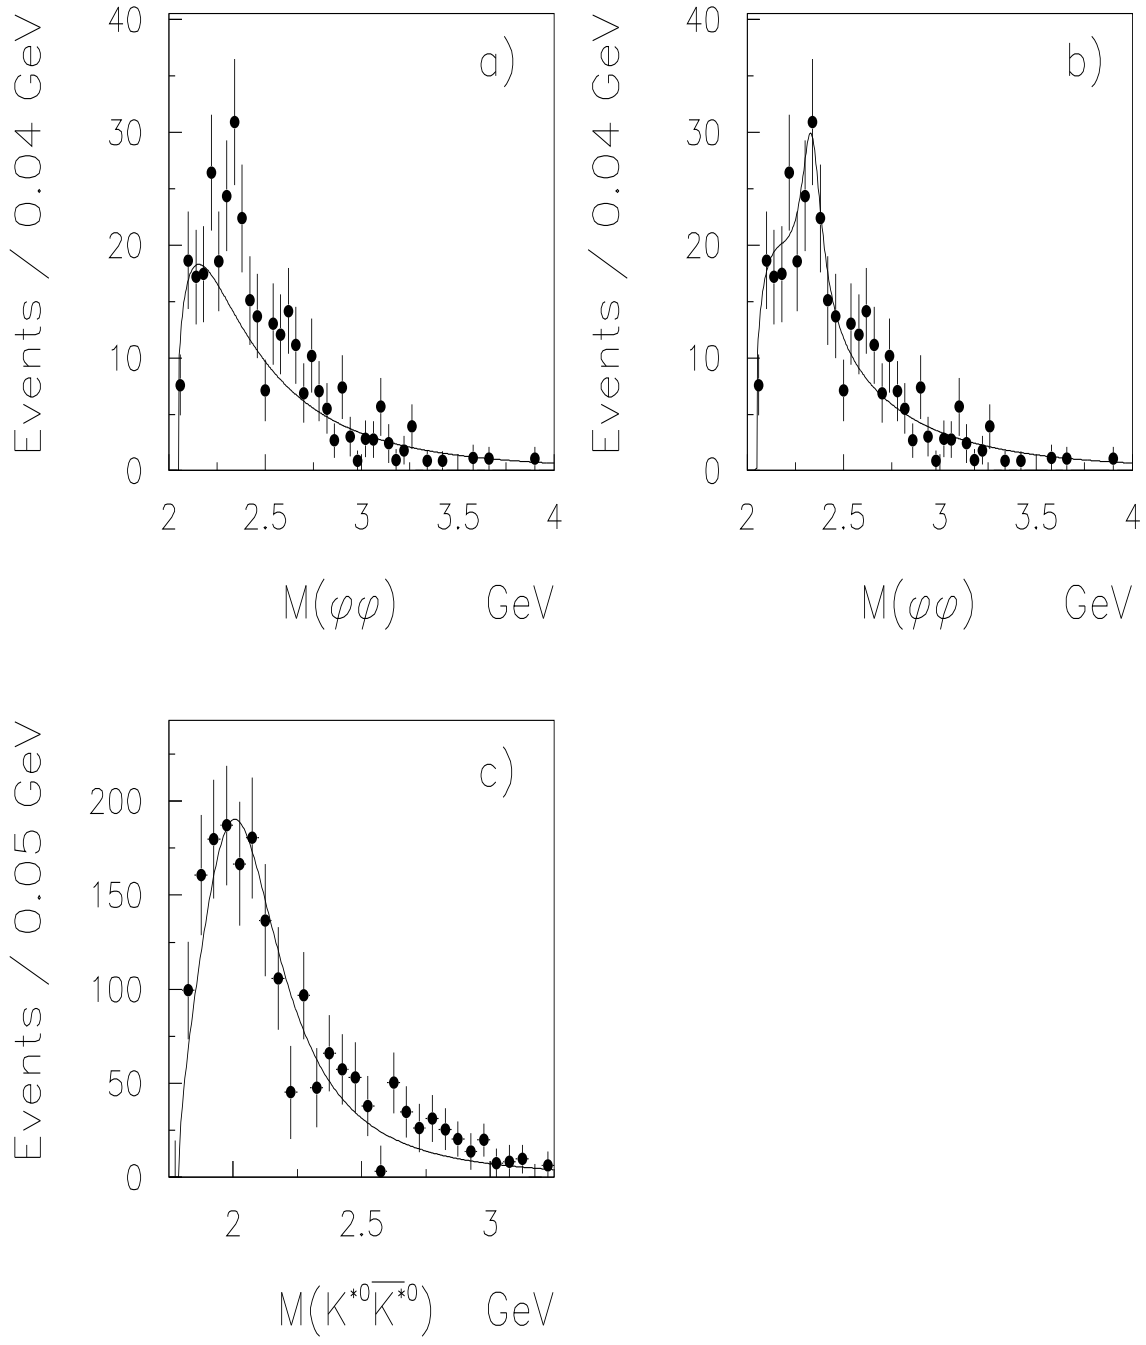 Events / 0.04 GeV
40
30
20
10
0
a)
2 2.5 3 3.5 4
M(φφ) GeV
Events / 0.04 GeV
40
30
20
10
0
b)
2 2.5 3 3.5 4
M(φφ) GeV
Events / 0.05 GeV
200
150
100
50
0
c)
2 2.5 3
M(K*⁰K̅*⁰) GeV